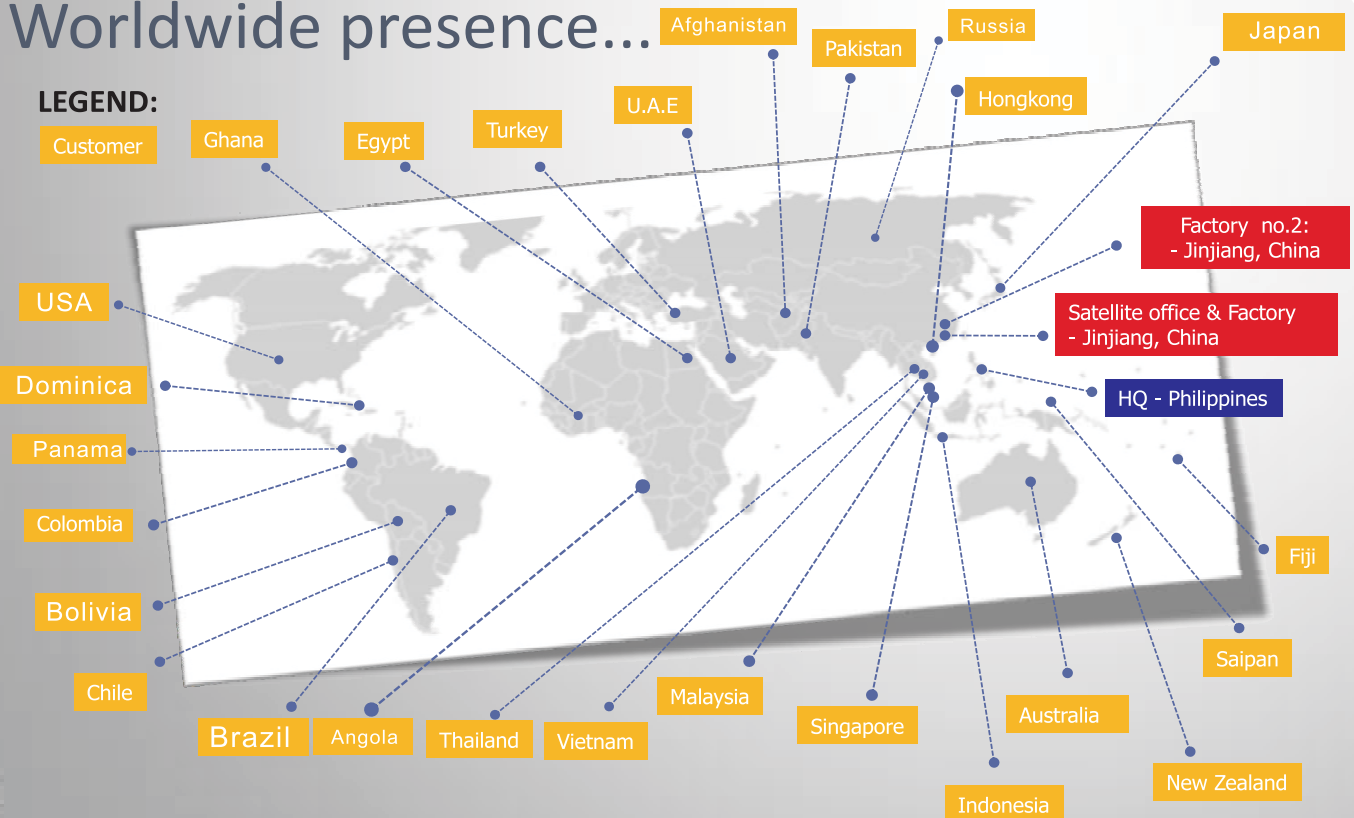 Worldwide presence...
LEGEND:
Customer
Ghana
Egypt
Turkey
U.A.E
Afghanistan
Pakistan
Russia
Hongkong
Japan
Factory no.2:
- Jinjiang, China
Satellite office & Factory
- Jinjiang, China
HQ - Philippines
USA
Dominica
Panama
Colombia
Bolivia
Chile
Brazil
Angola
Thailand
Vietnam
Malaysia
Singapore
Indonesia
Australia
New Zealand
Saipan
Fiji